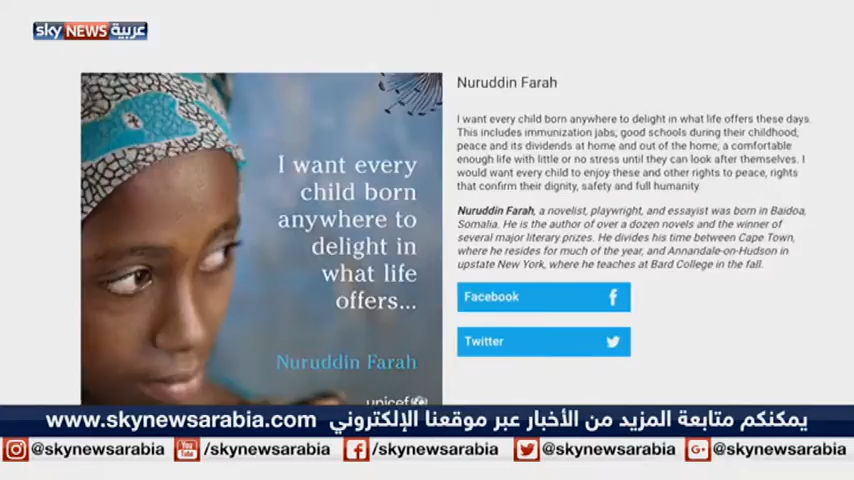 sky NEWS عربية
I want every
child born
anywhere to
delight in
what life
offers...
Nuruddin Farah
unicef
Nuruddin Farah
I want every child born anywhere to delight in what life offers these days.
This includes immunization jabs, good schools during their childhood,
peace and its dividends at home and out of the home, a comfortable
enough life with little or no stress until they can look after themselves. I
would want every child to enjoy these and other rights to peace, rights
that confirm their dignity, safety and full humanity
Nuruddin Farah, a novelist, playwright, and essayist was born in Baidoa,
Somalia. He is the author of over a dozen novels and the winner of
several major literary prizes. He divides his time between Cape Town,
where he resides for much of the year, and Annandale-on-Hudson in
upstate New York, where he teaches at Bard College in the fall.
Facebook f
Twitter
يمكنكم متابعة المزيد من الأخبار عبر موقعنا الإلكتروني www.skynewsarabia.com
@skynewsarabia You Tube /skynewsarabia f /skynewsarabia @skynewsarabia G+ @skynewsarabia